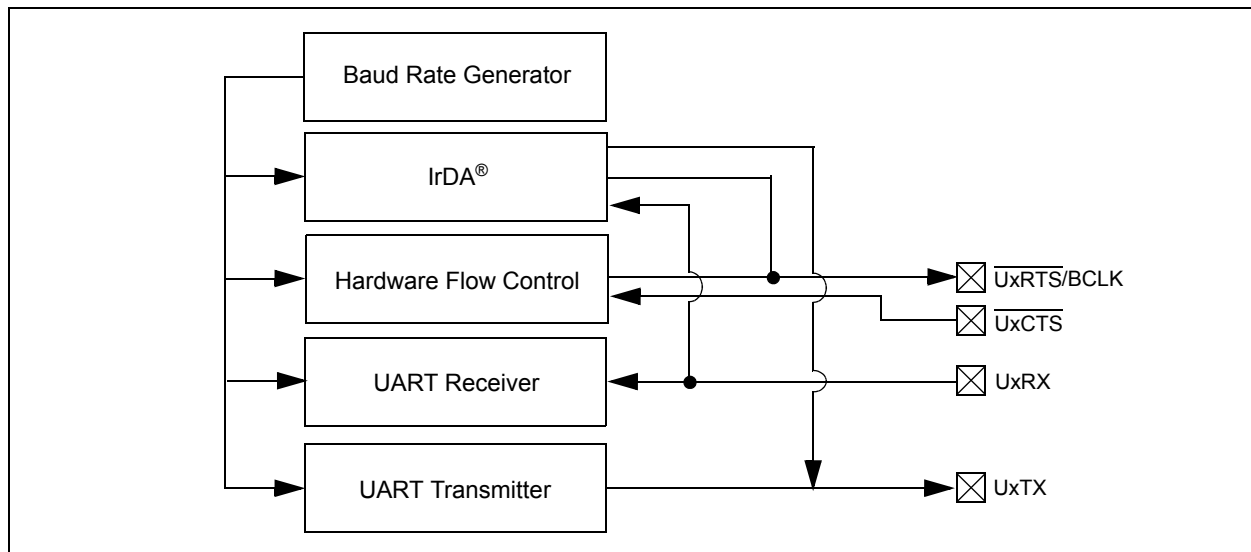 Baud Rate Generator
IrDA®
Hardware Flow Control
UxRTS/BCLK
UxCTS
UART Receiver
UxRX
UART Transmitter
UxTX